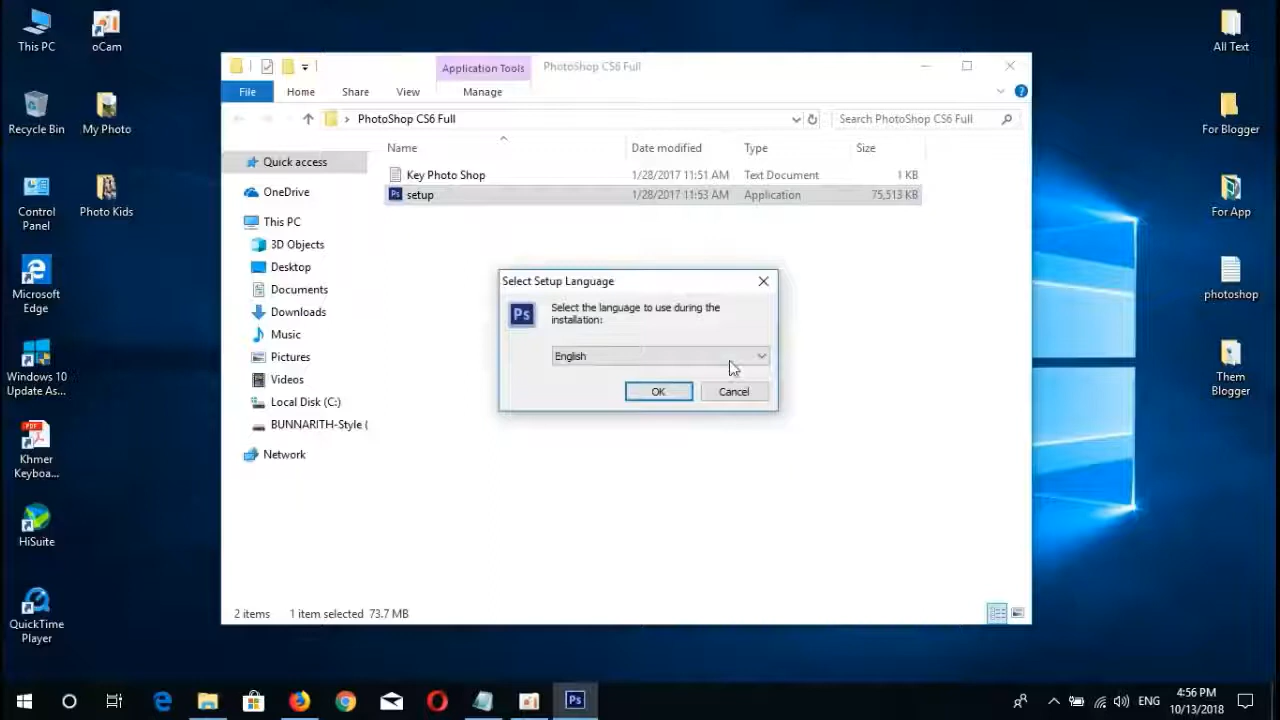 This PC
oCam
Recycle Bin
My Photo
Control
Panel
Photo Kids
Microsoft
Edge
Windows 10
Update As...
Khmer
Keyboa...
HiSuite
QuickTime
Player
Application Tools
PhotoShop CS6 Full
File
Home
Share
View
Manage
PhotoShop CS6 Full
Search PhotoShop CS6 Full
Name
Date modified
Type
Size
Key Photo Shop
1/28/2017 11:51 AM
Text Document
1 KB
setup
1/28/2017 11:53 AM
Application
75,513 KB
Quick access
OneDrive
This PC
3D Objects
Desktop
Documents
Downloads
Music
Pictures
Videos
Local Disk (C:)
BUNNARITH-Style (
Network
Select Setup Language
Ps
Select the language to use during the
installation:
English
OK
Cancel
2 items
1 item selected 73.7 MB
All Text
For Blogger
For App
photoshop
Them
Blogger
Ps
ENG
4:56 PM
10/13/2018